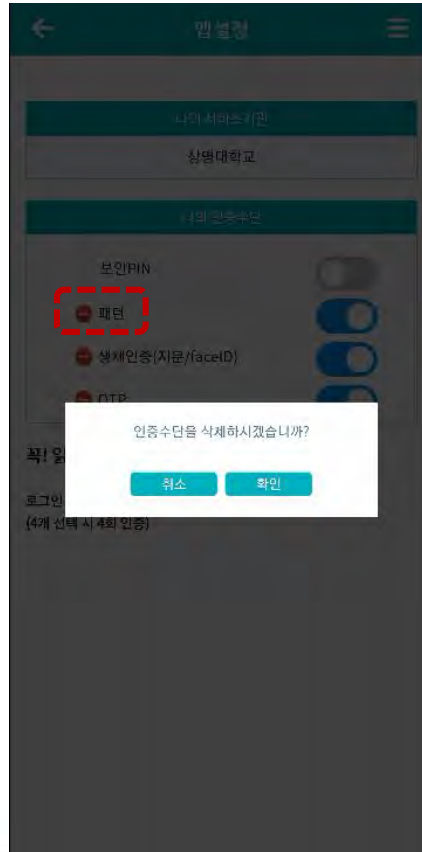 앱 설정
나의 서비스기관
상명대학교
나의 인증수단
보안PIN
패턴
생체인증(지문/faceID)
OTP
인증수단을 삭제하시겠습니까?
취소 확인
꼭! 읽
로그인
(4개 선택 시 4회 인증)